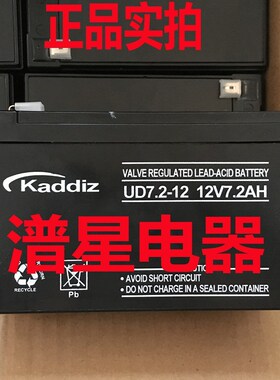 正品实拍
Kaddiz
VALVE REGULATED LEAD-ACID BATTERY
UD7.2-12 12V7.2AH
潽星电器
RECYCLE
Pb
• AVOID SHORT CIRCUIT
• DO NOT CHARGE IN A SEALED CONTAINER